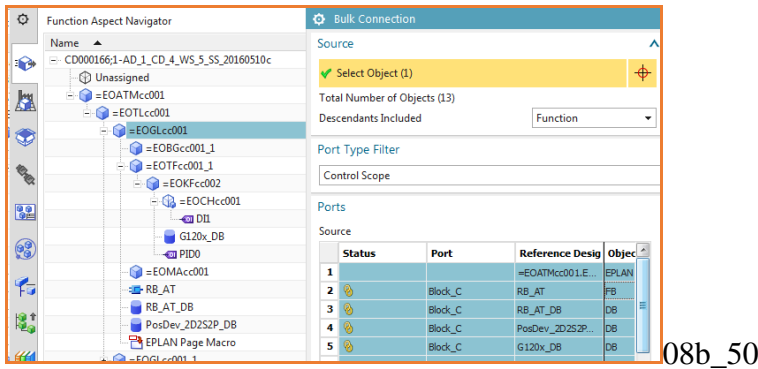 Function Aspect Navigator
Name
CD000166;1-AD_1_CD_4_WS_5_SS_20160510c
Unassigned
=EOATMcc001
=EOTLcc001
=EOGLcc001
=EOBGcc001_1
=EOTFcc001_1
=EOKFcc002
=EOCHcc001
DI1
G120x_DB
PID0
=EOMAcc001
RB_AT
RB_AT_DB
PosDev_2D2S2P_DB
EPLAN Page Macro
=EOGLcc001_1
Bulk Connection
Source
Select Object (1)
Total Number of Objects (13)
Descendants Included Function
Port Type Filter
Control Scope
Ports
Source
Status Port Reference Desig Objec
1 =EOATMcc001.E... EPLAN
2 Block_C RB_AT FB
3 Block_C RB_AT_DB DB
4 Block_C PosDev_2D2S2P... DB
5 Block_C G120x_DB DB
08b_50